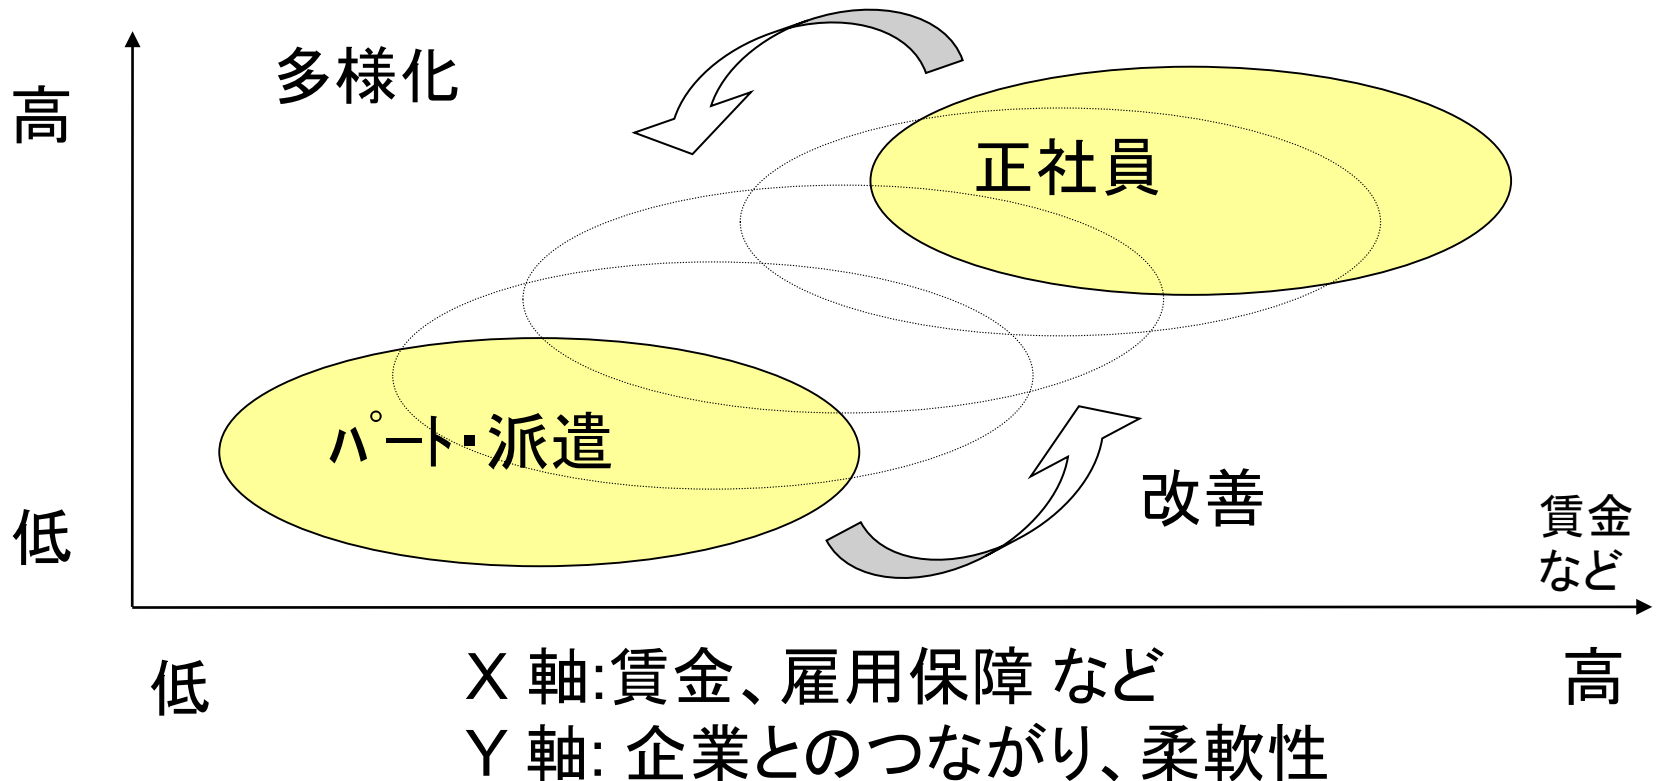 多様化
高
正社員
ﾊﾟｰﾄ・派遣
改善
低
賃金
など
低
高
X 軸:賃金、雇用保障 など
Y 軸: 企業とのつながり、柔軟性